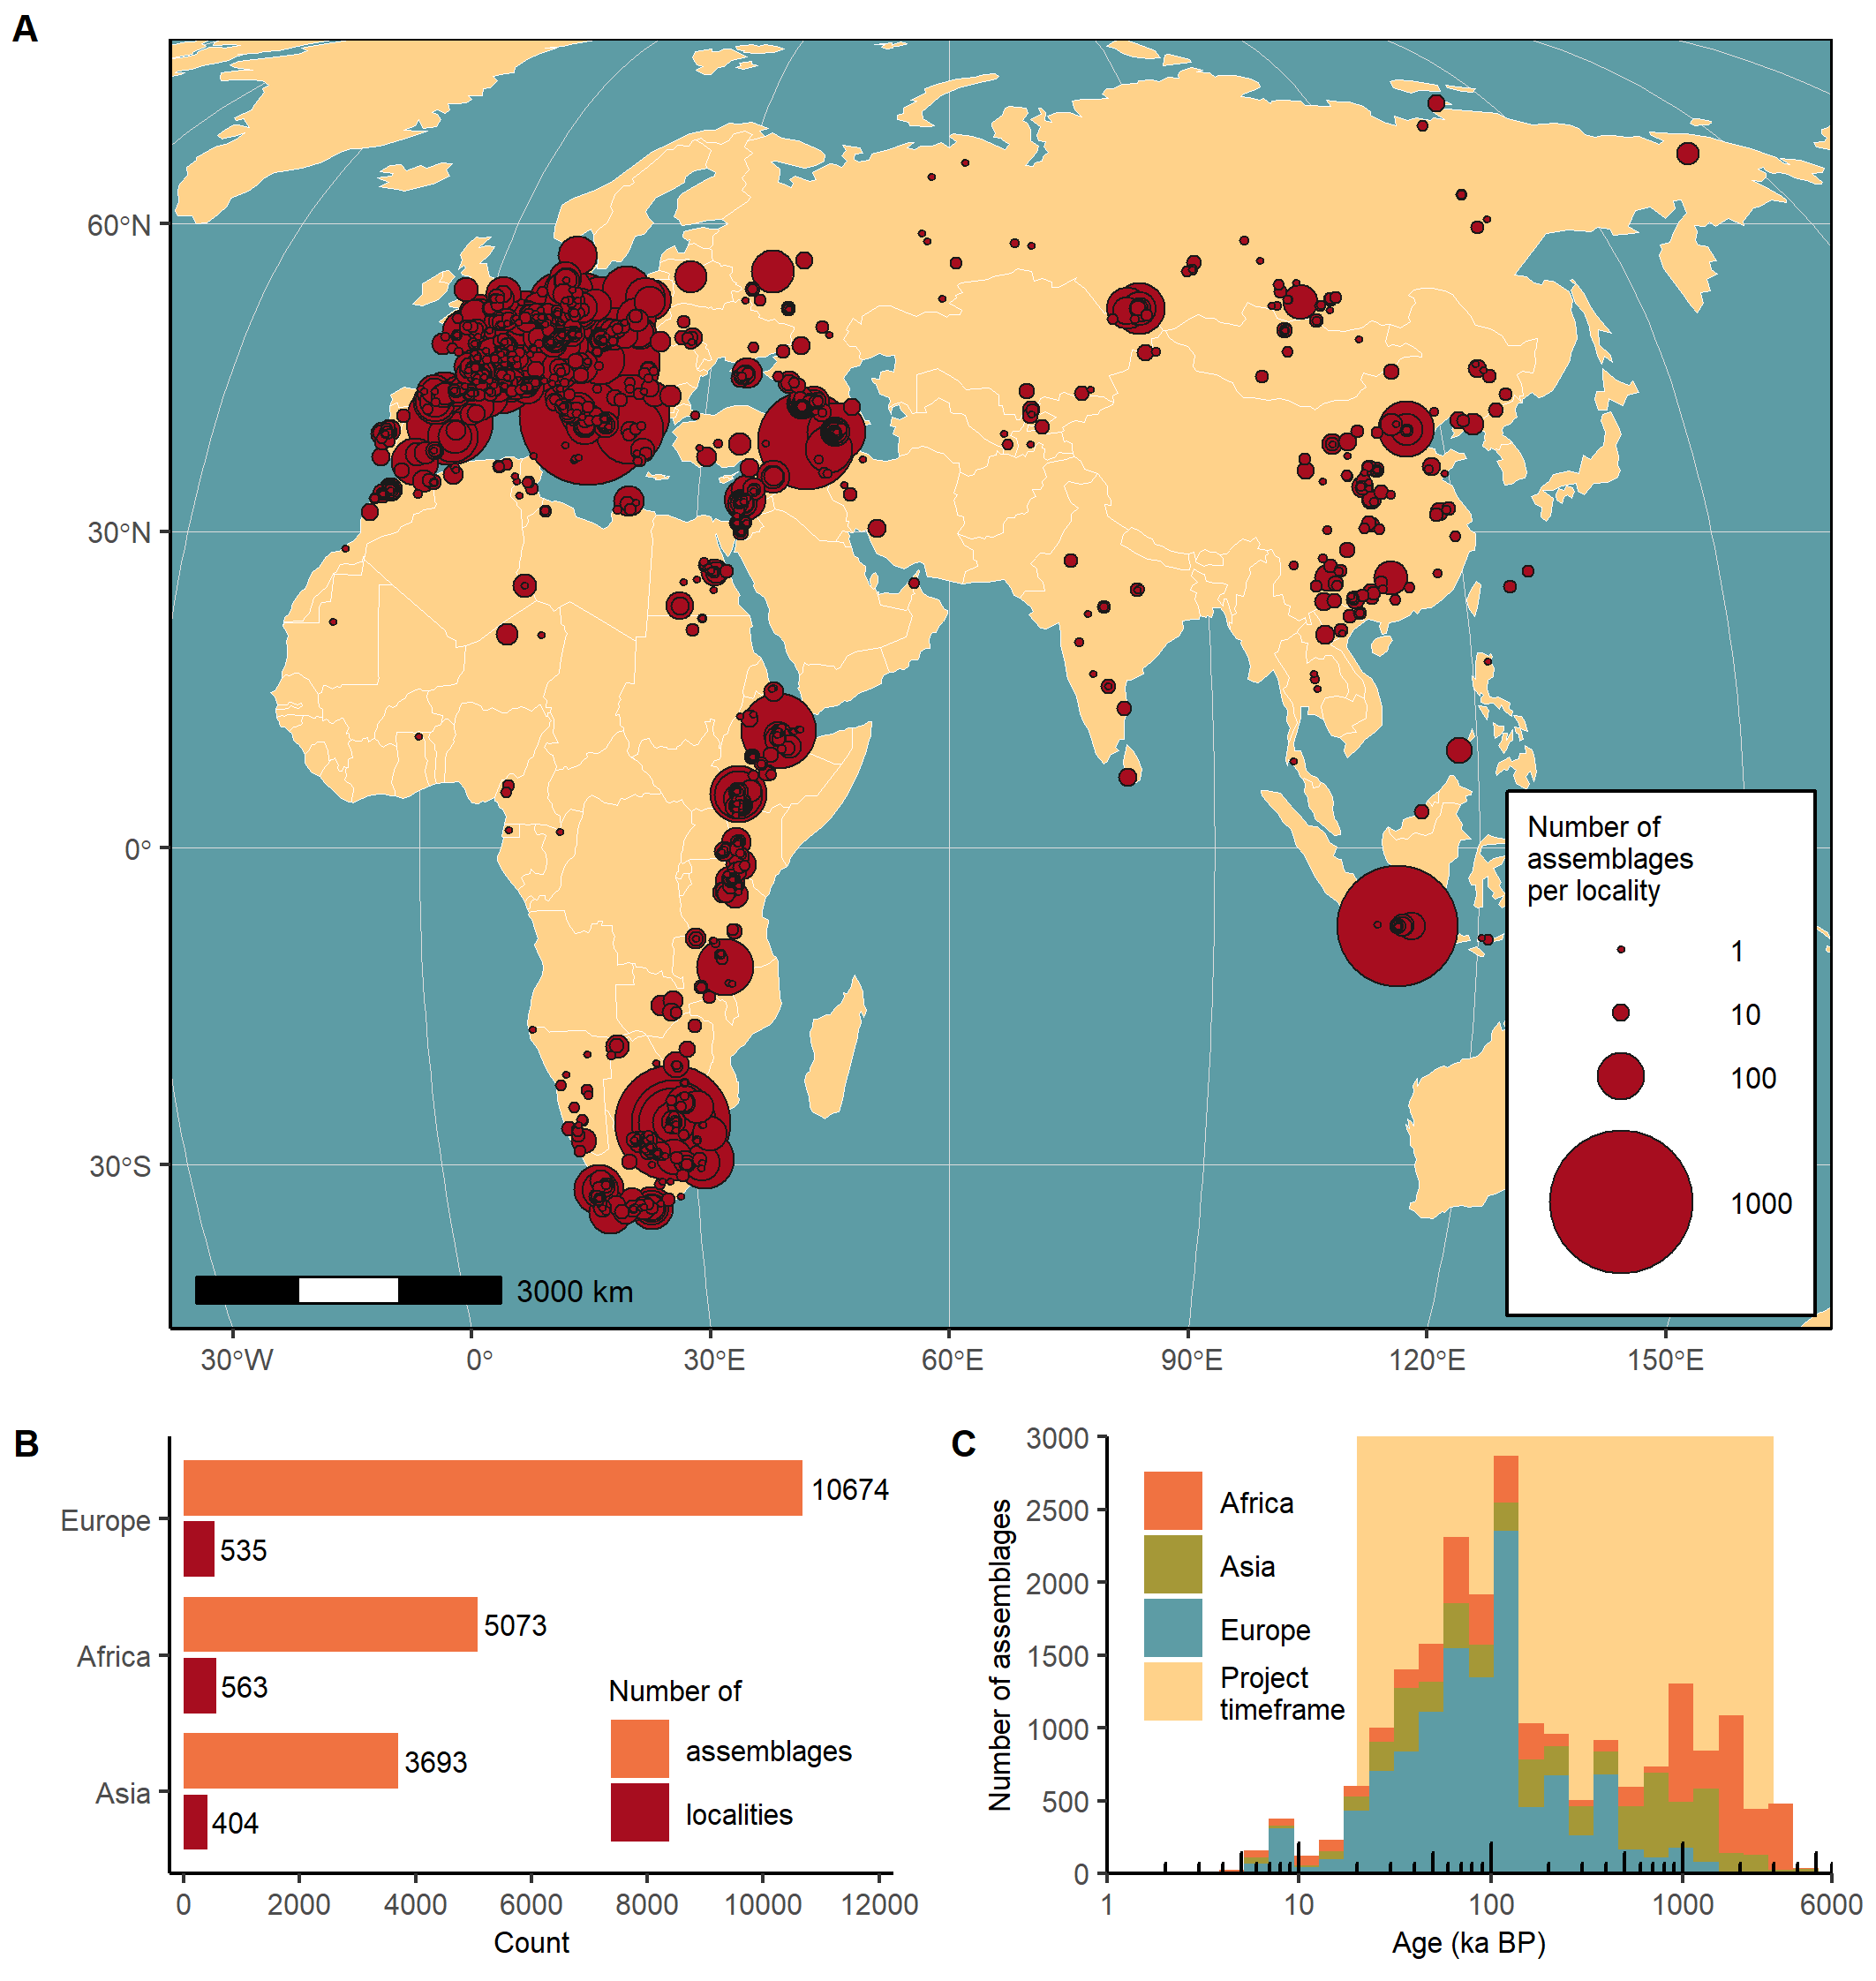 A
60°N
30°N
0°
30°S
30°W
0°
30°E
60°E
90°E
120°E
150°E
3000 km
Number of
assemblages
per locality
1
10
100
1000
B
Europe
Africa
Asia
10674
535
5073
563
3693
404
Number of
assemblages
localities
0
2000
4000
6000
8000
10000
12000
Count
C
Number of assemblages
3000
2500
2000
1500
1000
500
0
Africa
Asia
Europe
Project
timeframe
1
10
100
1000
6000
Age (ka BP)